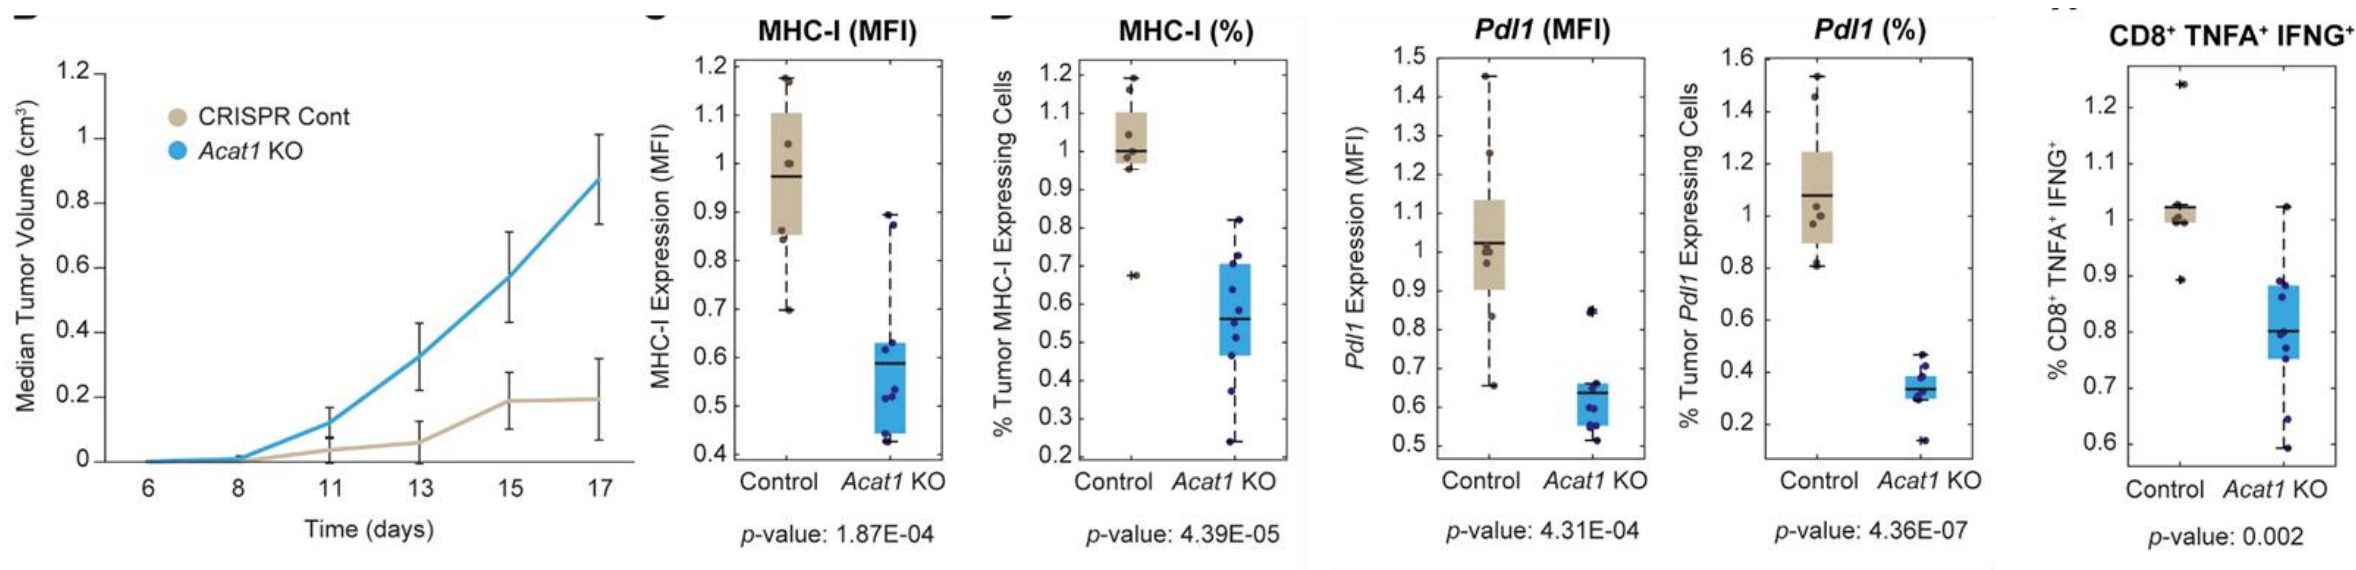 Median Tumor Volume (cm³)
1.2
1
0.8
0.6
0.4
0.2
0
CRISPR Cont
Acat1 KO
6 8 11 13 15 17
Time (days)
MHC-I (MFI)
MHC-I Expression (MFI)
1.2
1.1
1
0.9
0.8
0.7
0.6
0.5
0.4
Control Acat1 KO
p-value: 1.87E-04
MHC-I (%)
% Tumor MHC-I Expressing Cells
1.2
1.1
1
0.9
0.8
0.7
0.6
0.5
0.4
0.3
0.2
Control Acat1 KO
p-value: 4.39E-05
Pdl1 (MFI)
Pdl1 Expression (MFI)
1.5
1.4
1.3
1.2
1.1
1
0.9
0.8
0.7
0.6
0.5
Control Acat1 KO
p-value: 4.31E-04
Pdl1 (%)
% Tumor Pdl1 Expressing Cells
1.6
1.4
1.2
1
0.8
0.6
0.4
0.2
Control Acat1 KO
p-value: 4.36E-07
CD8⁺ TNFA⁺ IFNG⁺
% CD8⁺ TNFA⁺ IFNG⁺
1.2
1.1
1
0.9
0.8
0.7
0.6
Control Acat1 KO
p-value: 0.002